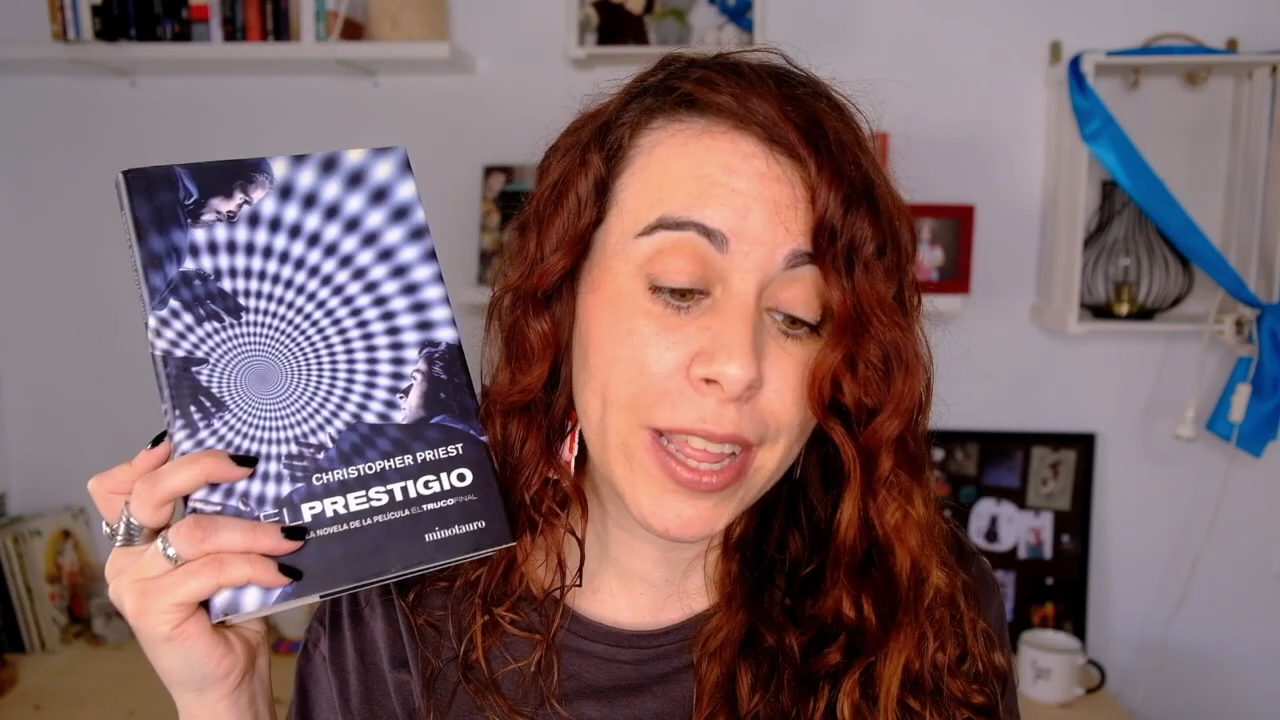 CHRISTOPHER PRIEST
EL PRESTIGIO
LA NOVELA DE LA PELÍCULA EL TRUCO FINAL
minotauro